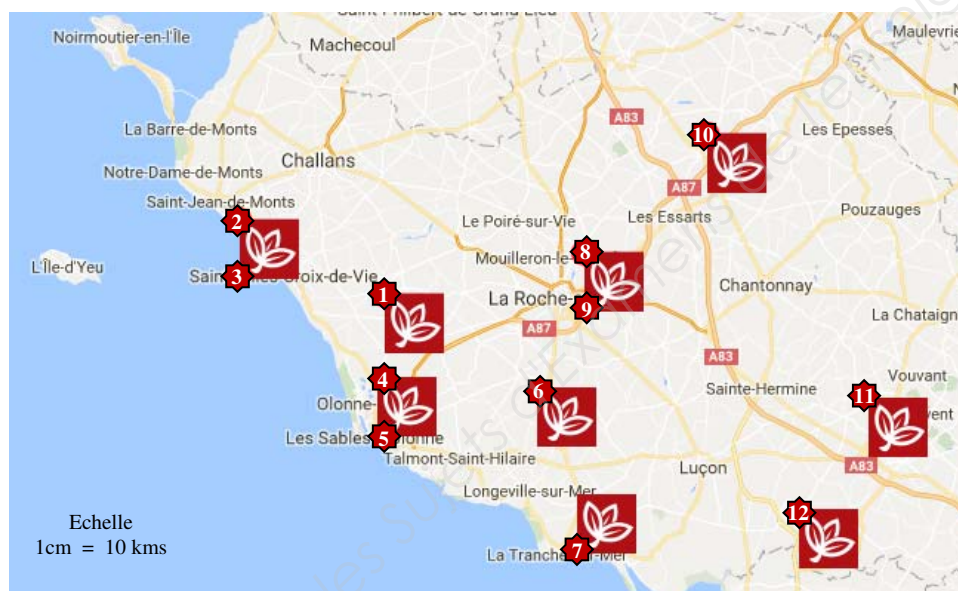 Noirmoutier-en-l'Île
Machecoul
A83
10
Les Epesses
La Barre-de-Monts
Challans
Notre-Dame-de-Monts
A87
Saint-Jean-de-Monts
2
Le Poiré-sur-Vie
Les Essarts
Pouzauges
L'Île-d'Yeu
3
8
Mouilleron-le-
Chantonnay
1
La Roche-
9
La Chataign
A87
A83
Vouvant
4
6
Sainte-Hermine
11
Olonne-
vent
5
Les Sables
Talmont-Saint-Hilaire
Luçon
A83
Longeville-sur-Mer
12
Echelle
1cm = 10 kms
7
La Tranche